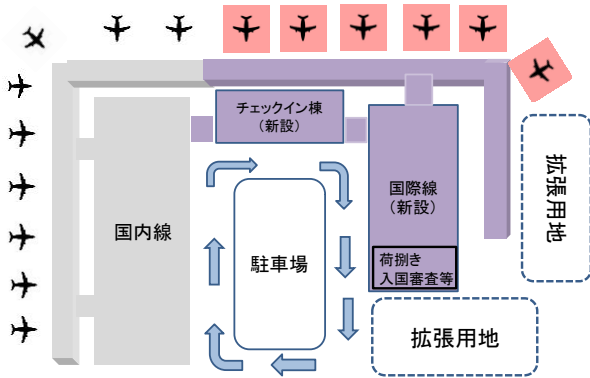 チェックイン棟
（新設）
国内線
駐車場
国際線
（新設）
荷捌き
入国審査等
拡張用地
拡張用地